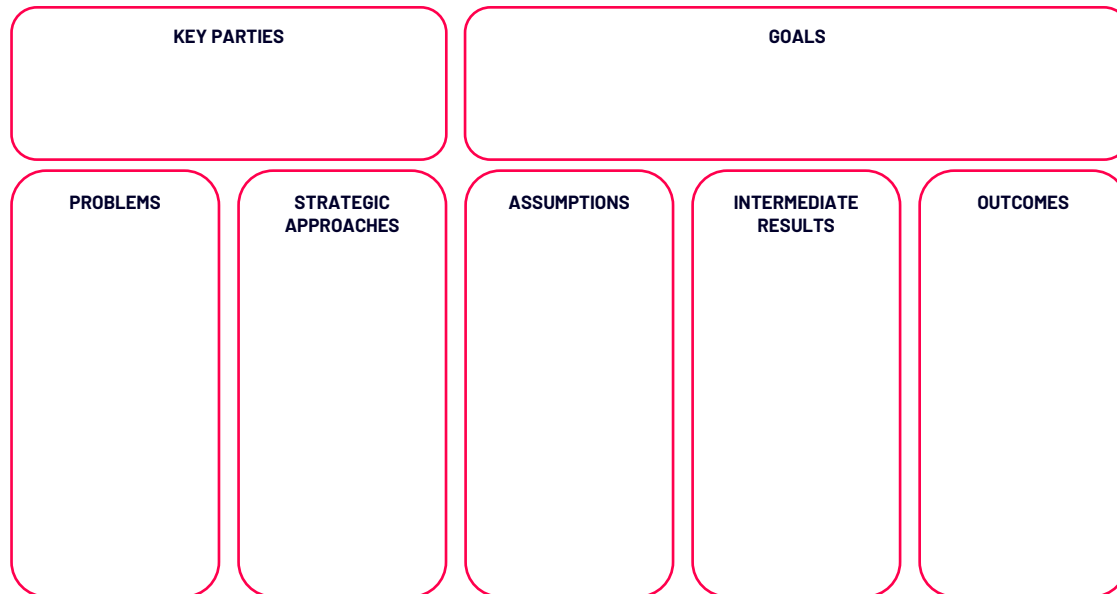 KEY PARTIES
GOALS
PROBLEMS
STRATEGIC
APPROACHES
ASSUMPTIONS
INTERMEDIATE
RESULTS
OUTCOMES